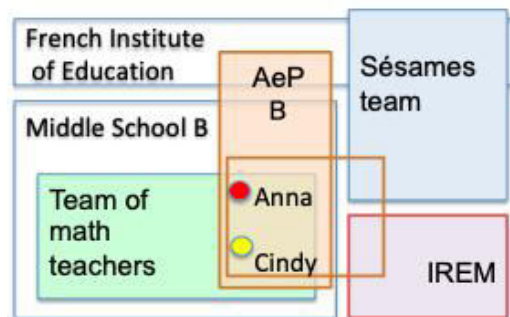 French Institute
of Education
AeP
B
Sésames
team
Middle School B
Team of
math
teachers
Anna
Cindy
IREM